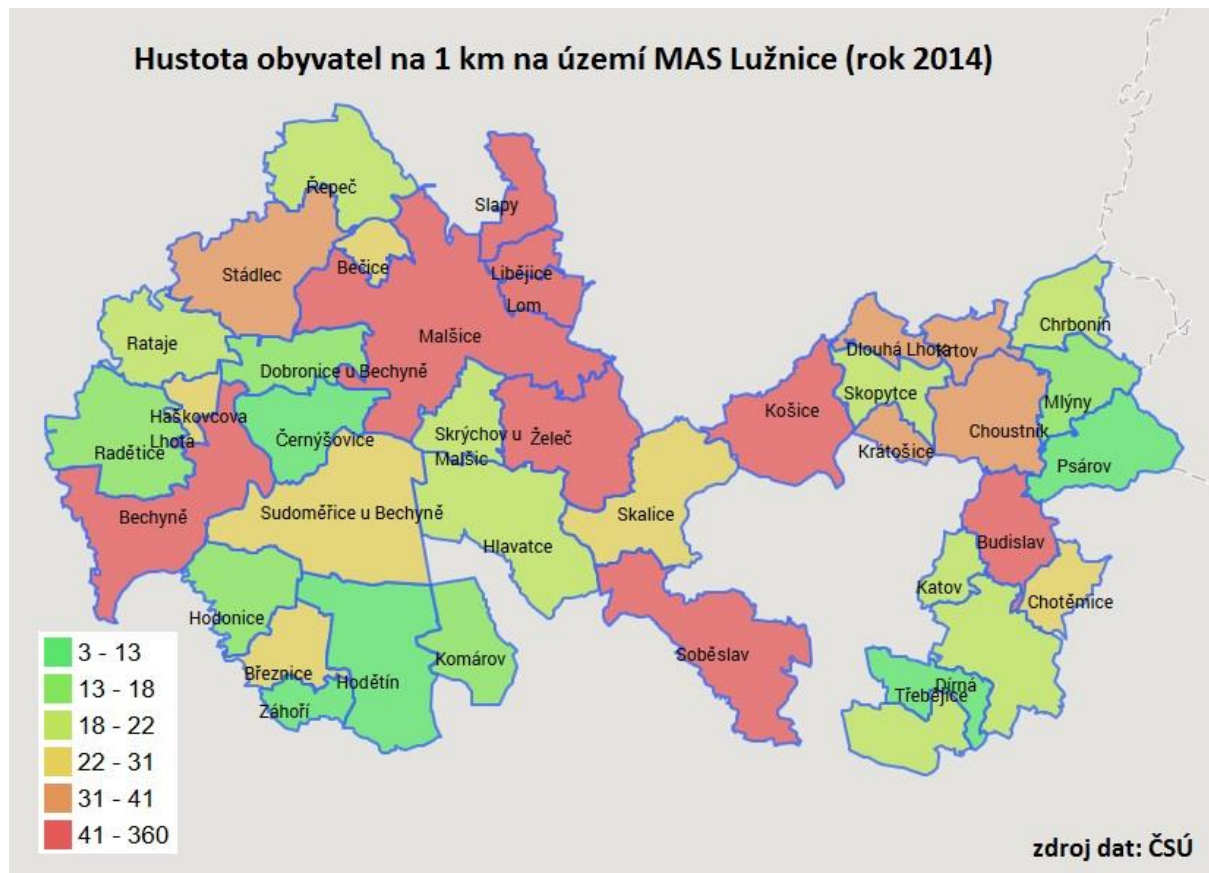 Hustota obyvatel na 1 km na území MAS Lužnice (rok 2014)
Řepeč
Slapy
Stádlec
Bečice
Libějice
Lom
Chrbonín
Rataje
Malšice
Dlouhá Lhota
Krtov
Dobronice u Bechyně
Skopytce
Mlýny
Haškovcova
Lhota
Košice
Radětice
Černýšovice
Skrýchov u
Malšic
Želeč
Krátošice
Choustník
Psárov
Bechyně
Sudoměřice u Bechyně
Skalice
Hlavatce
Budislav
Katov
Chotěmice
Hodonice
Komárov
Soběslav
Březnice
Hodětín
Dírná
Třebějice
Záhoří
3 - 13
13 - 18
18 - 22
22 - 31
31 - 41
41 - 360
zdroj dat: ČSÚ